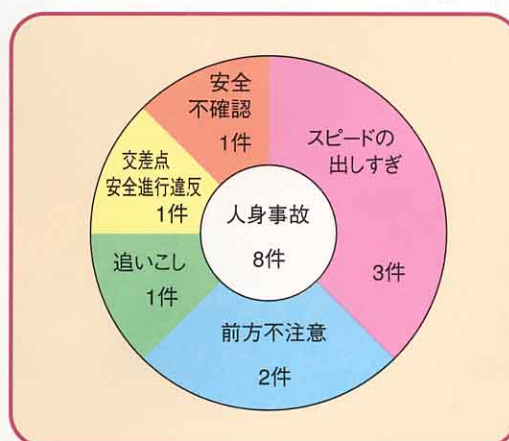 安全
不確認
1件
スピードの
出しすぎ
3件
前方不注意
2件
追いこし
1件
交差点
安全進行違反
1件
人身事故
8件